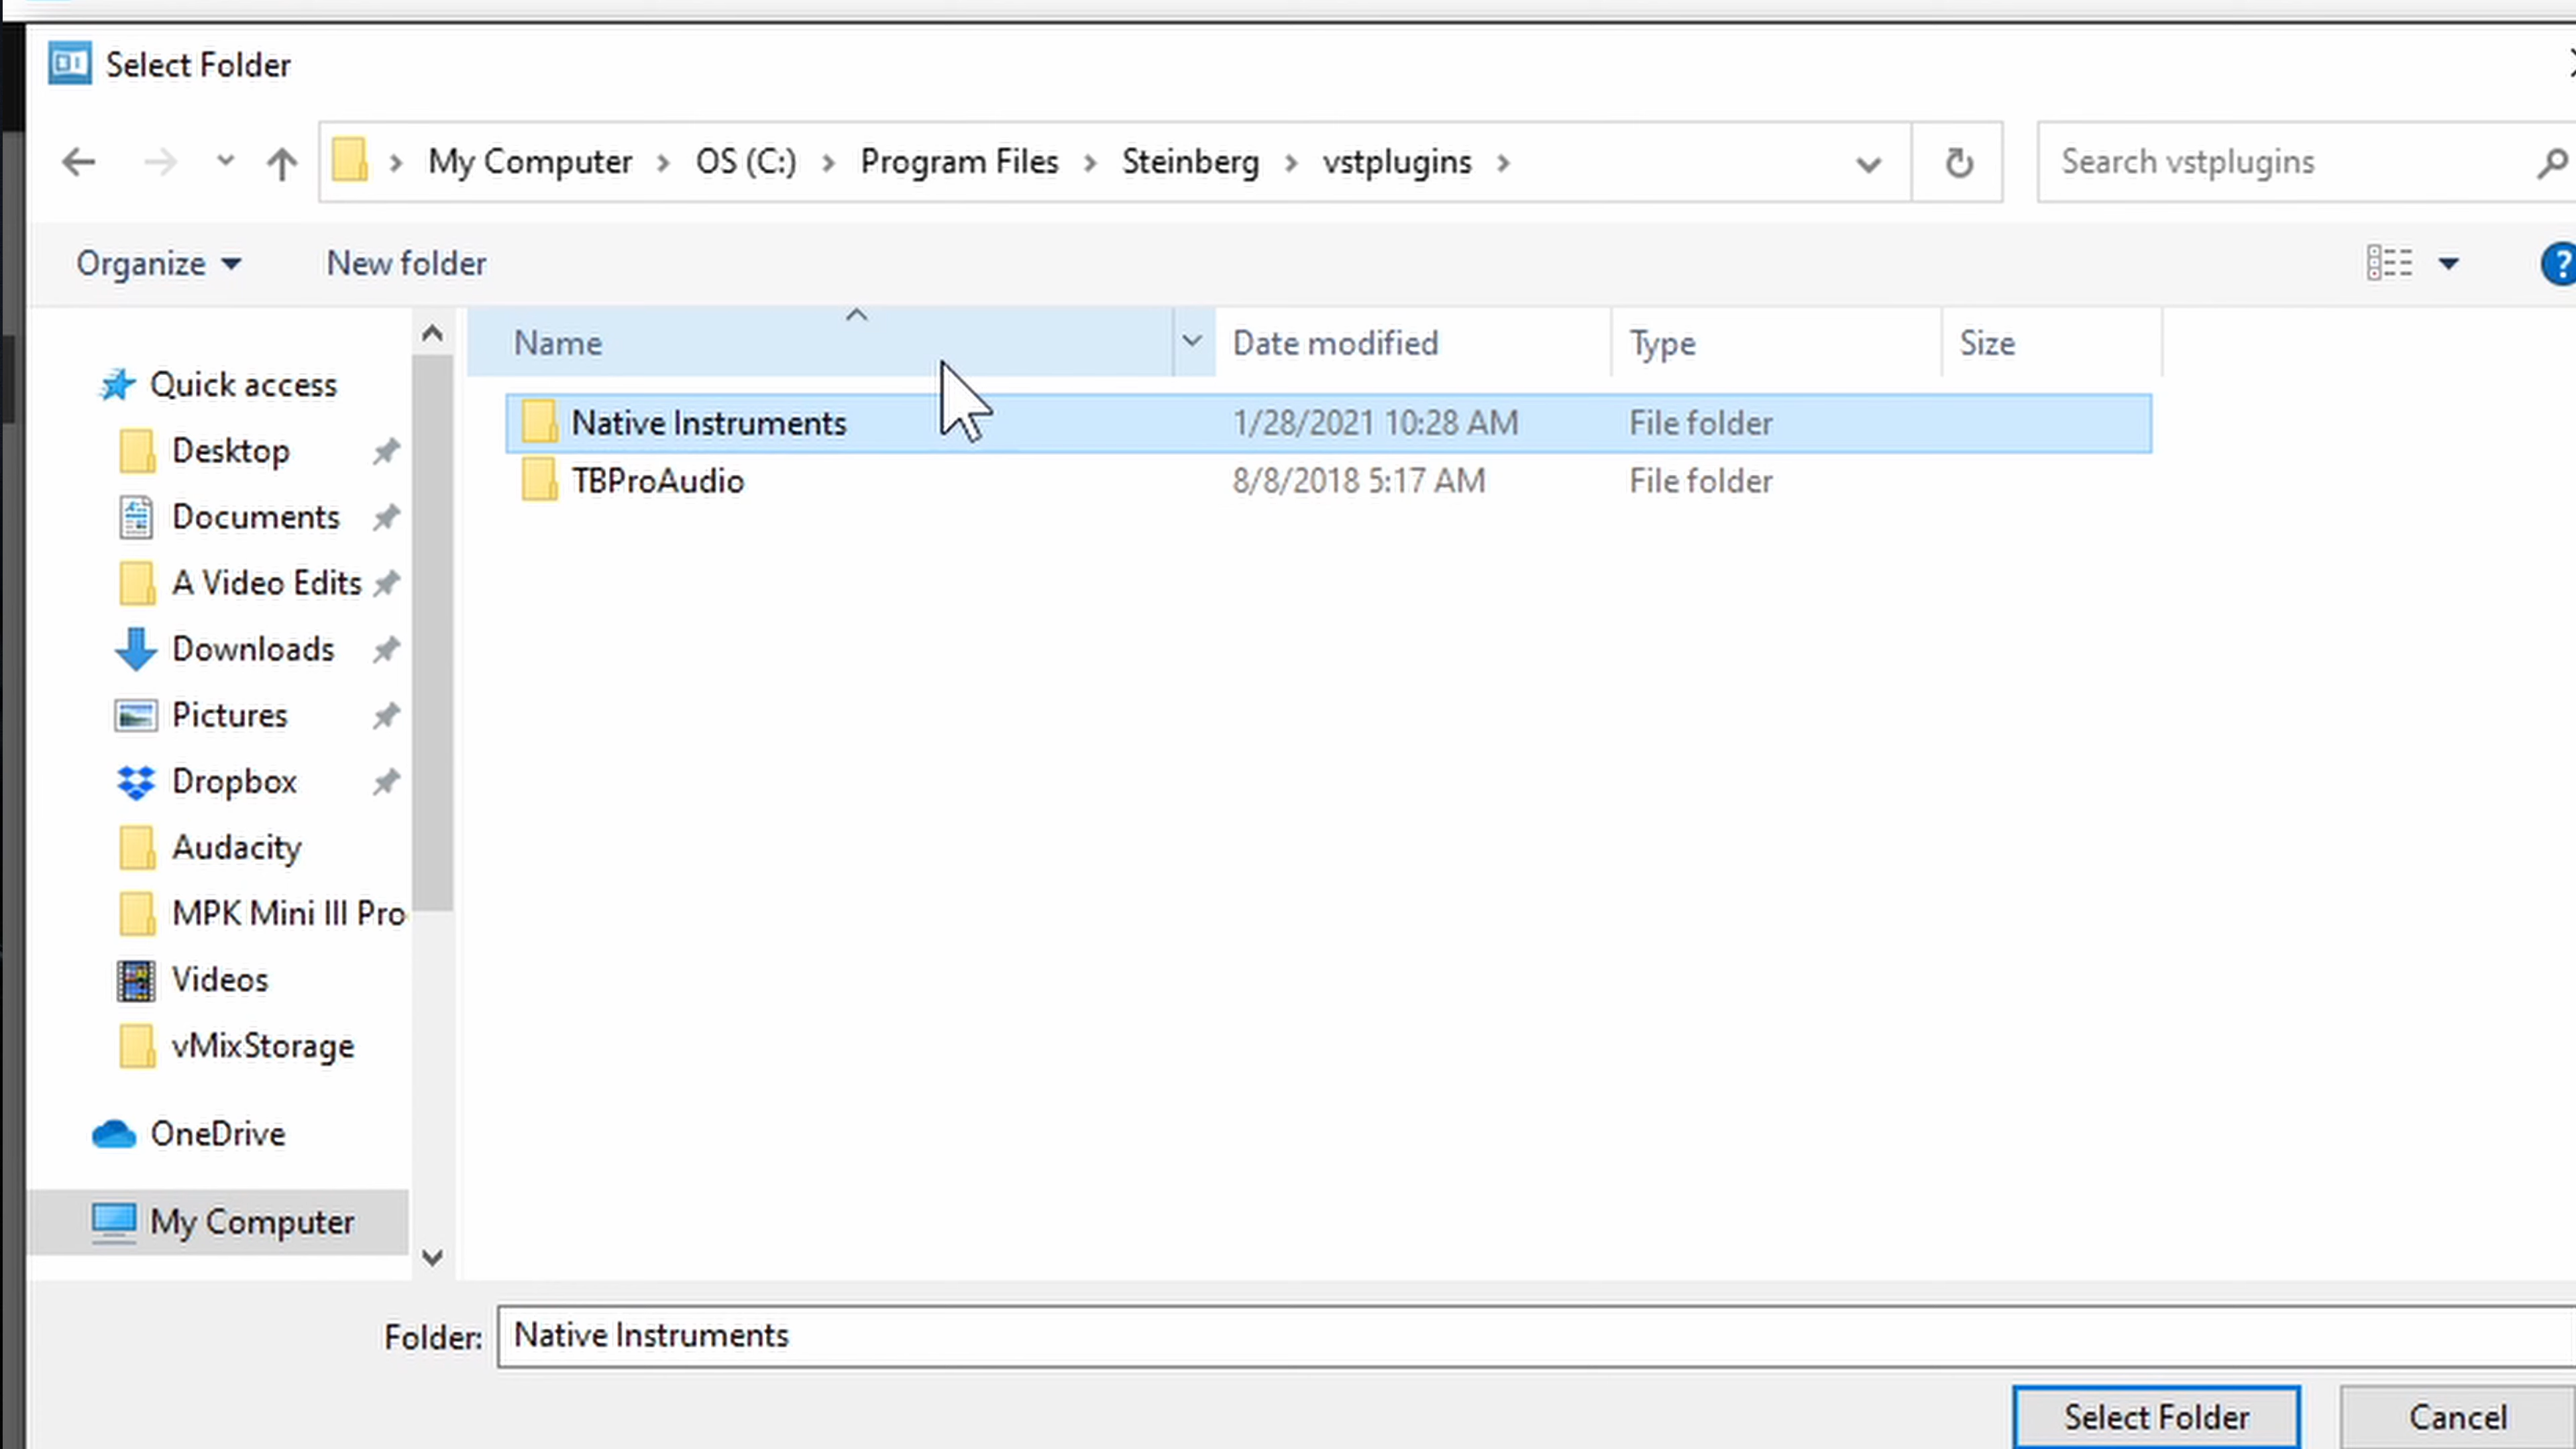 Select Folder
My Computer > OS (C:) > Program Files > Steinberg > vstplugins >
Search vstplugins
Organize
New folder
?
Name
Date modified
Type
Size
Quick access
Desktop
Documents
A Video Edits
Downloads
Pictures
Dropbox
Audacity
MPK Mini III Pro
Videos
vMixStorage
OneDrive
My Computer
Native Instruments 1/28/2021 10:28 AM File folder
TBProAudio 8/8/2018 5:17 AM File folder
Folder: Native Instruments
Select Folder
Cancel